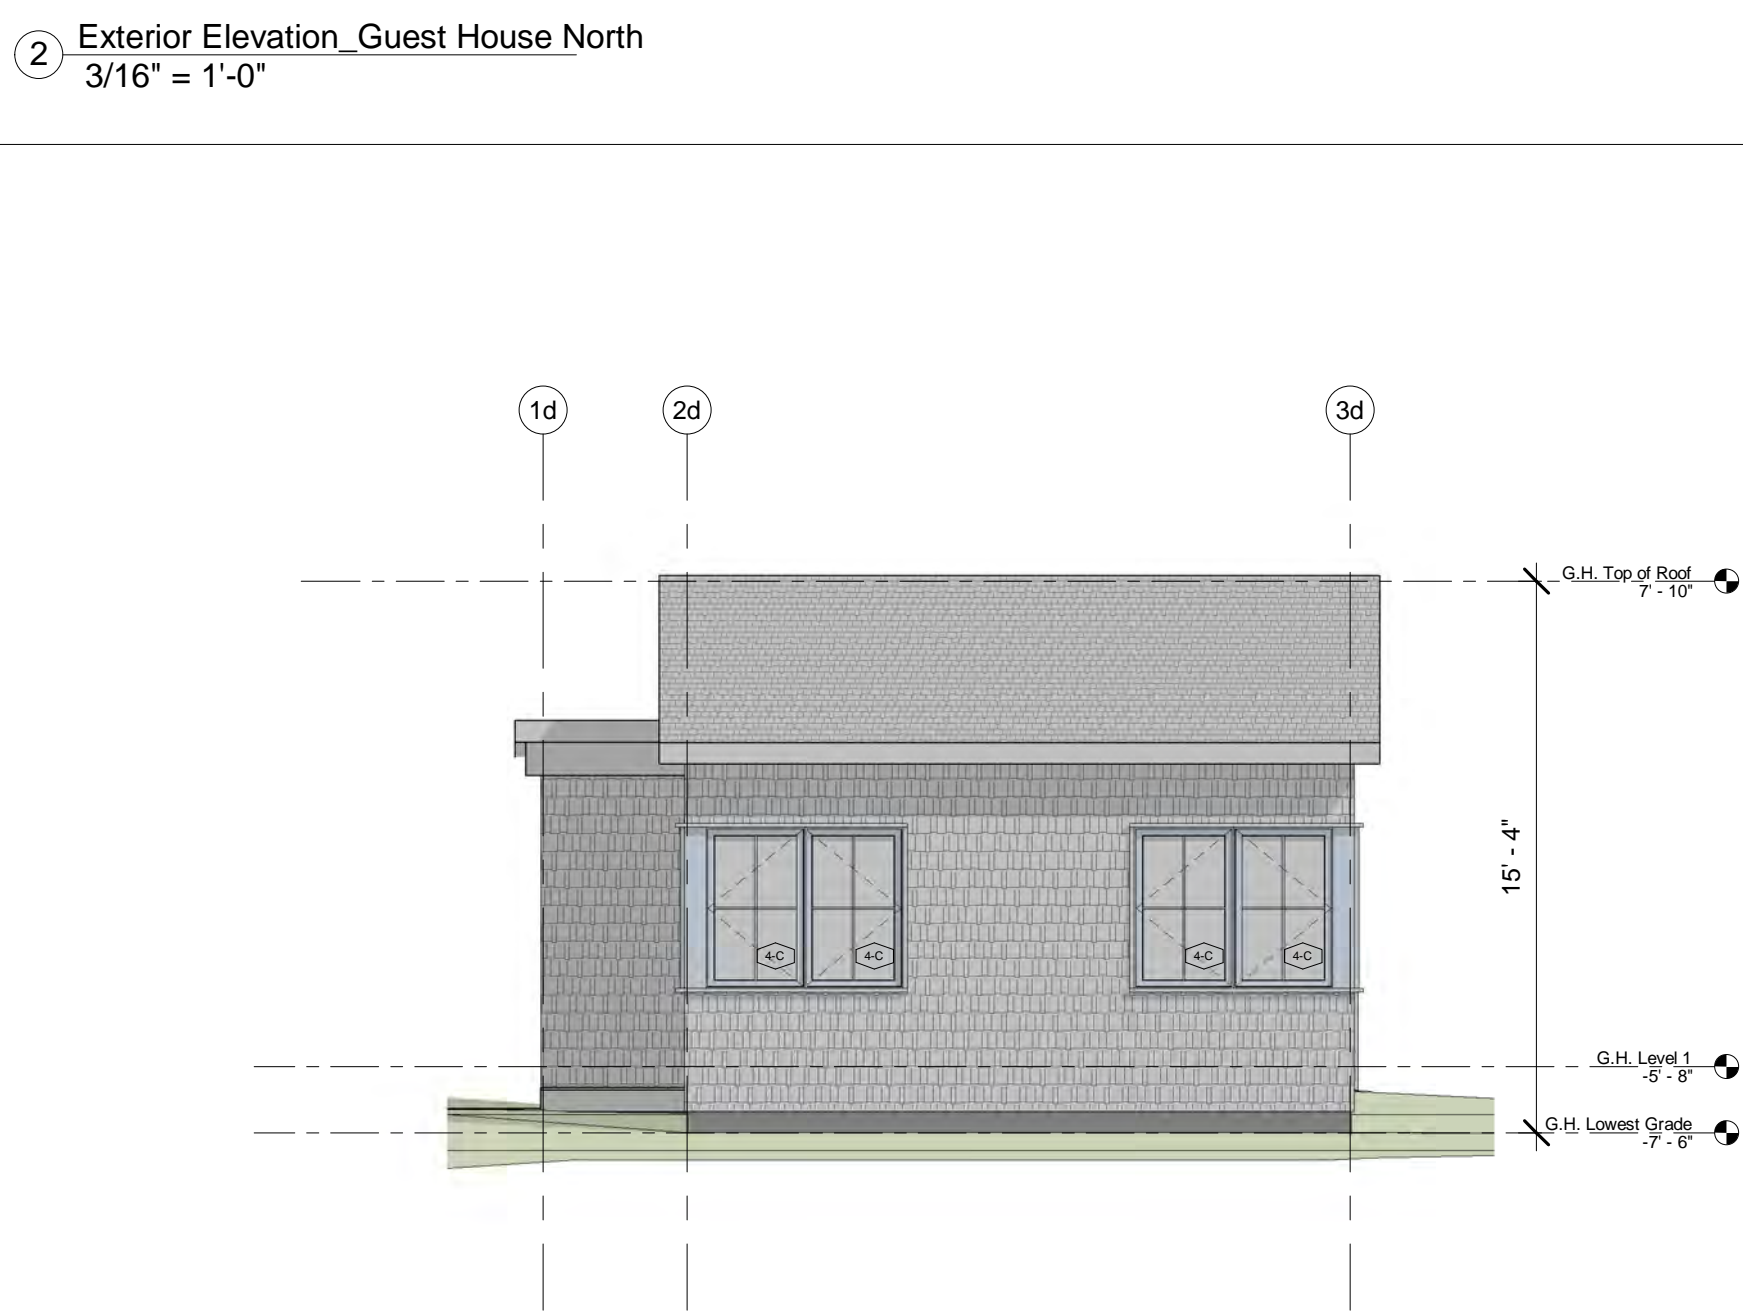 2
Exterior Elevation_Guest House North
3/16" = 1'-0"
1d
2d
3d
G.H. Top of Roof
7' - 10"
15' - 4"
4-C
4-C
4-C
4-C
G.H. Level 1
-5' - 8"
G.H. Lowest Grade
-7' - 6"